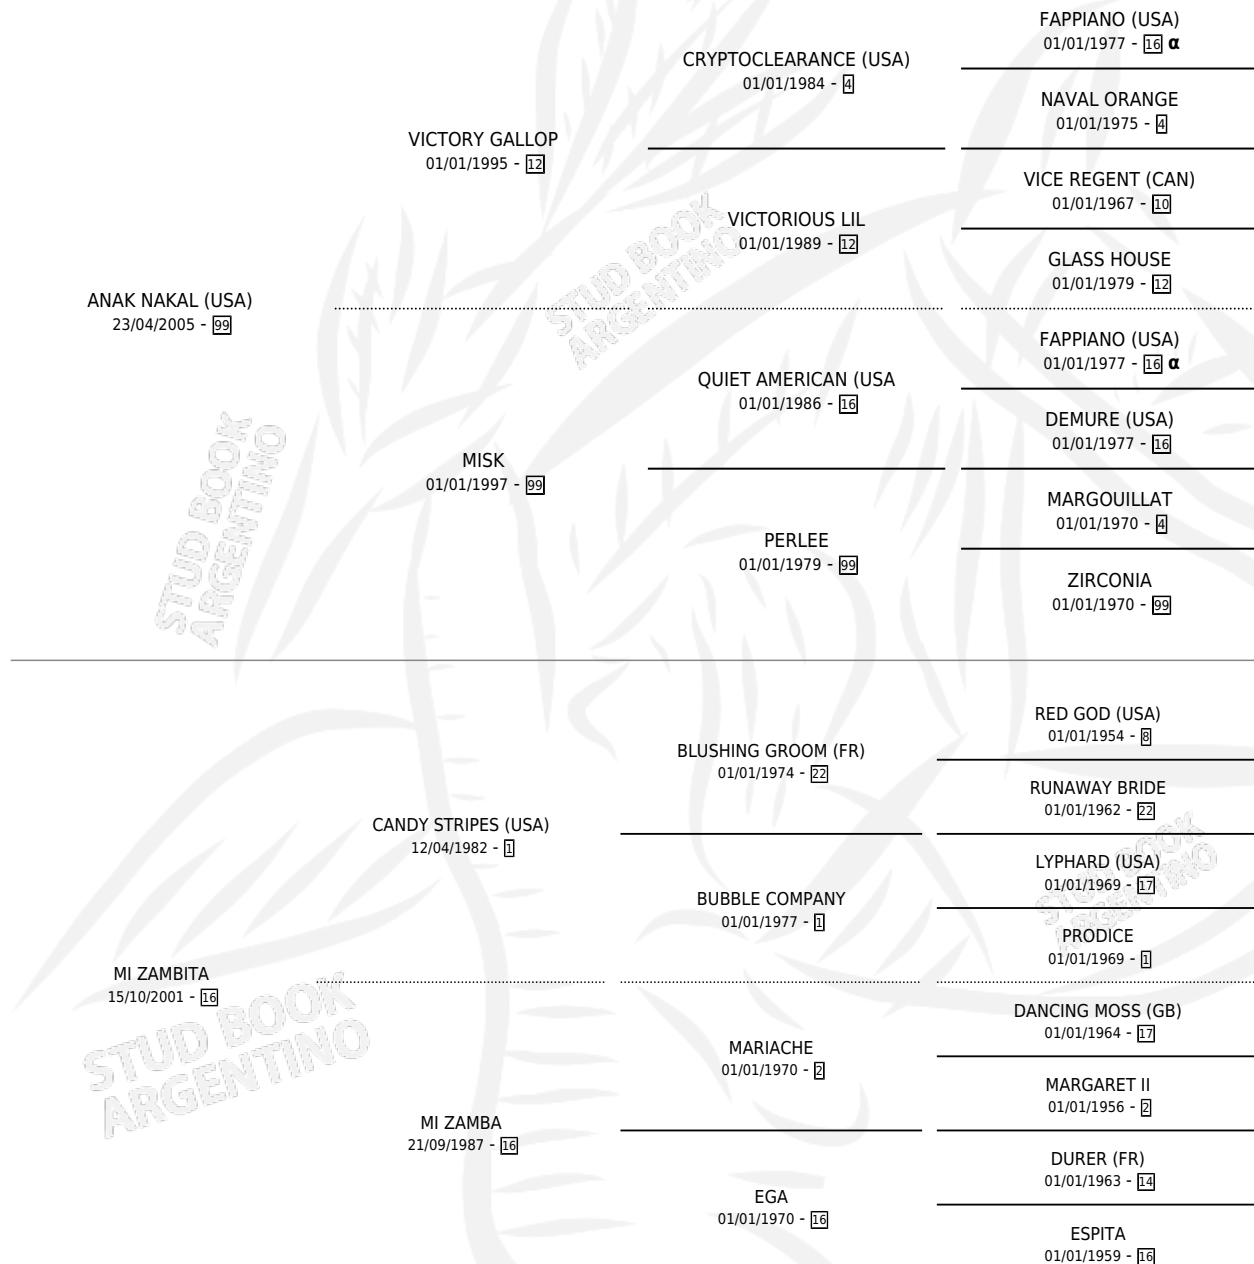 FAPPIANO (USA)
01/01/1977 - 16 α
CRYPTOCLEARANCE (USA)
01/01/1984 - 4
NAVAL ORANGE
01/01/1975 - 4
VICTORY GALLOP
01/01/1995 - 12
VICE REGENT (CAN)
01/01/1967 - 10
VICTORIOUS LIL
01/01/1989 - 12
GLASS HOUSE
01/01/1979 - 12
STUD BOOK
ARGENTINO
ANAK NAKAL (USA)
23/04/2005 - 99
FAPPIANO (USA)
01/01/1977 - 16 α
QUIET AMERICAN (USA
01/01/1986 - 16
DEMURE (USA)
01/01/1977 - 16
MISK
01/01/1997 - 99
MARGOUILLAT
01/01/1970 - 4
PERLEE
01/01/1979 - 99
ZIRCONIA
01/01/1970 - 99
STUD BOOK
ARGENTINO
RED GOD (USA)
01/01/1954 - 8
BLUSHING GROOM (FR)
01/01/1974 - 22
RUNAWAY BRIDE
01/01/1962 - 22
CANDY STRIPES (USA)
12/04/1982 - 1
LYPHARD (USA)
01/01/1969 - 17
BUBBLE COMPANY
01/01/1977 - 1
PRODICE
01/01/1969 - 1
STUD BOOK
ARGENTINO
MI ZAMBITA
15/10/2001 - 16
DANCING MOSS (GB)
01/01/1964 - 17
MARIACHE
01/01/1970 - 2
MARGARET II
01/01/1956 - 2
STUD BOOK
ARGENTINO
MI ZAMBA
21/09/1987 - 16
DURER (FR)
01/01/1963 - 14
EGA
01/01/1970 - 16
ESPITA
01/01/1959 - 16